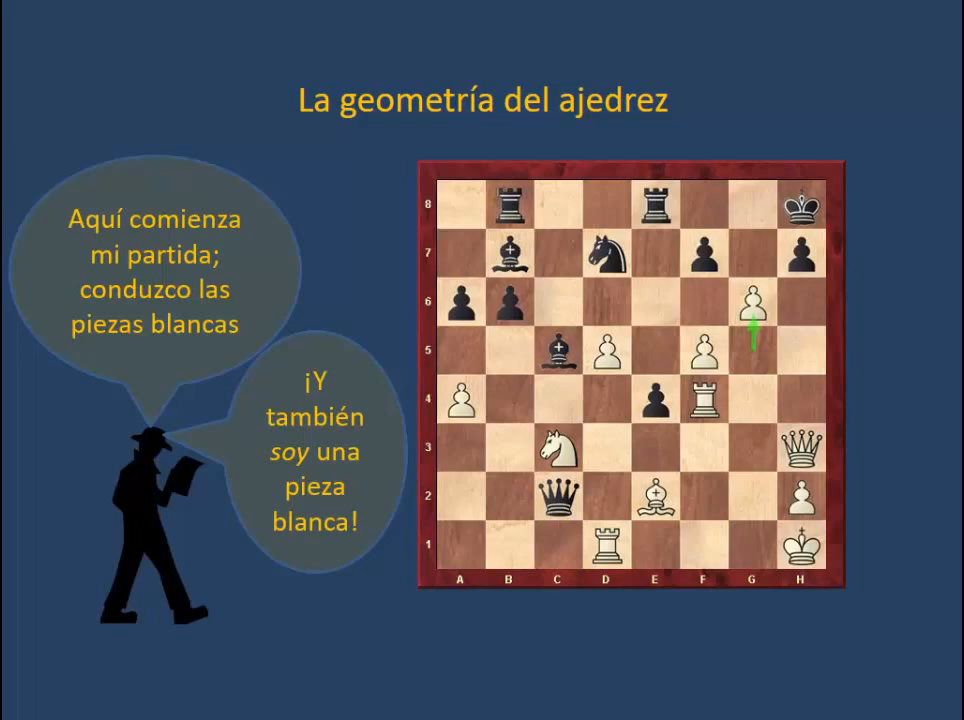 La geometría del ajedrez
Aquí comienza
mi partida;
conduzco las
piezas blancas
¡Y
también
soy una
pieza
blanca!
8
7
6
5
4
3
2
1
A B C D E F G H